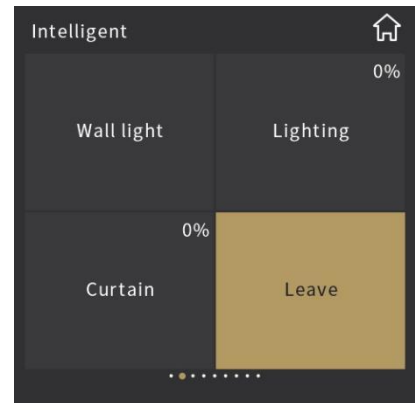 Intelligent
0%
Wall light
Lighting
0%
Curtain
Leave